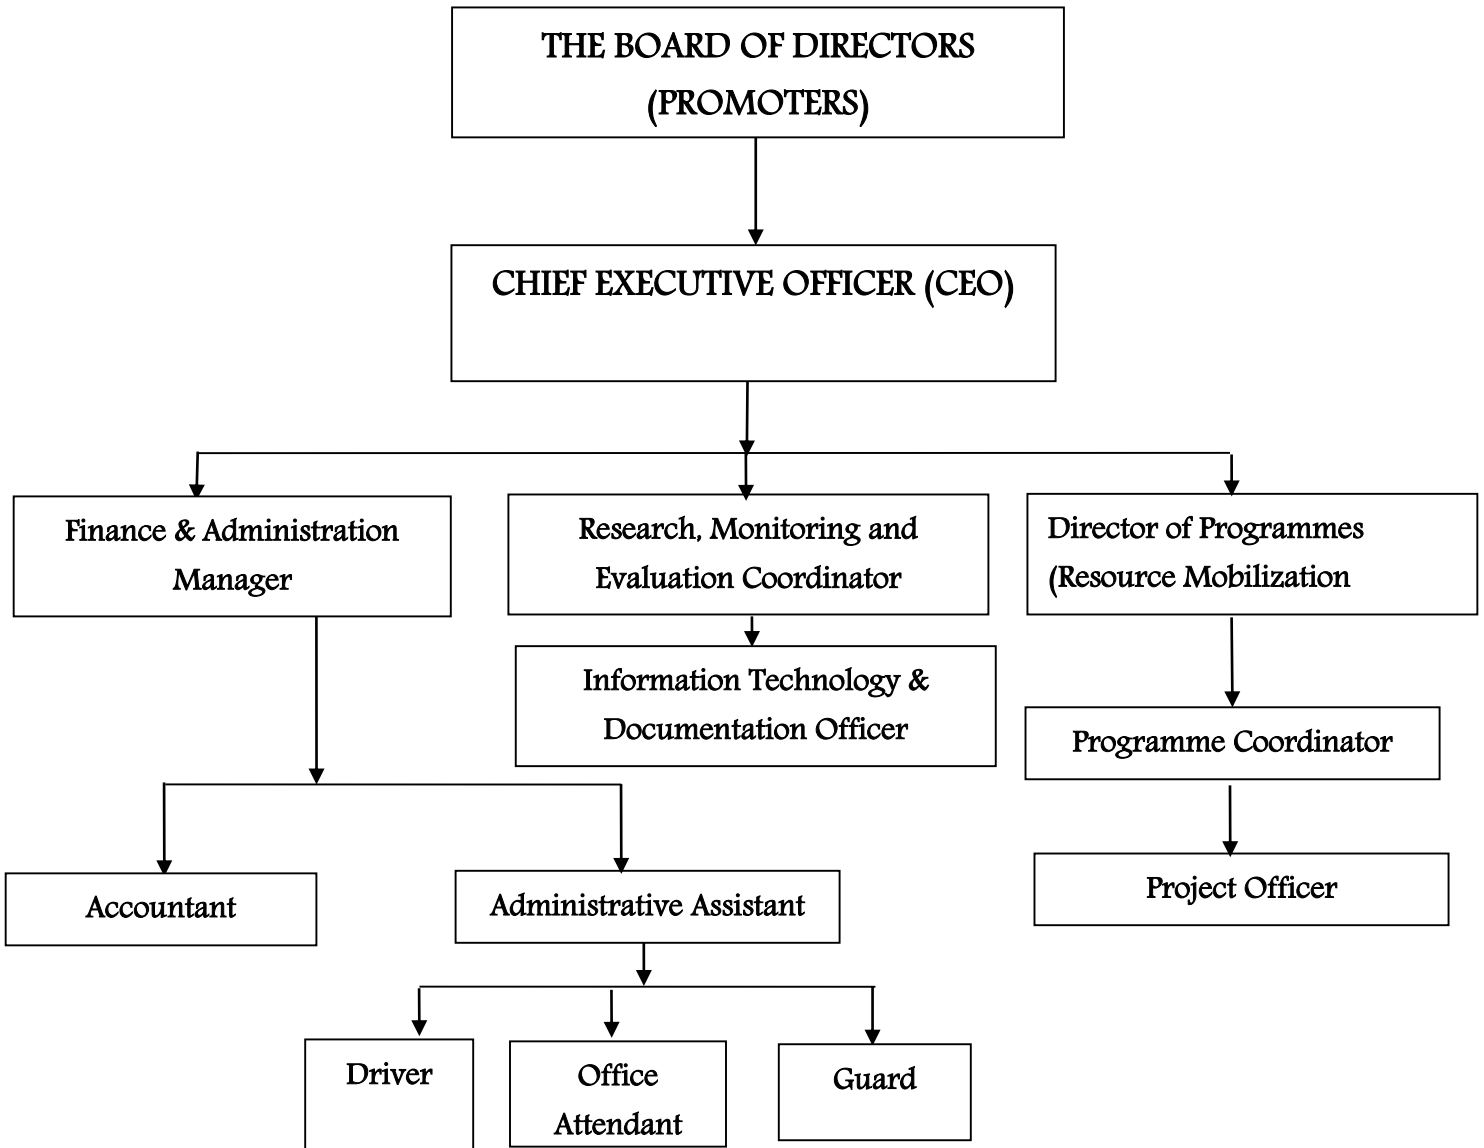 THE BOARD OF DIRECTORS
(PROMOTERS)
CHIEF EXECUTIVE OFFICER (CEO)
Finance & Administration
Manager
Research, Monitoring and
Evaluation Coordinator
Director of Programmes
(Resource Mobilization
Information Technology &
Documentation Officer
Programme Coordinator
Accountant
Administrative Assistant
Project Officer
Driver
Office
Attendant
Guard